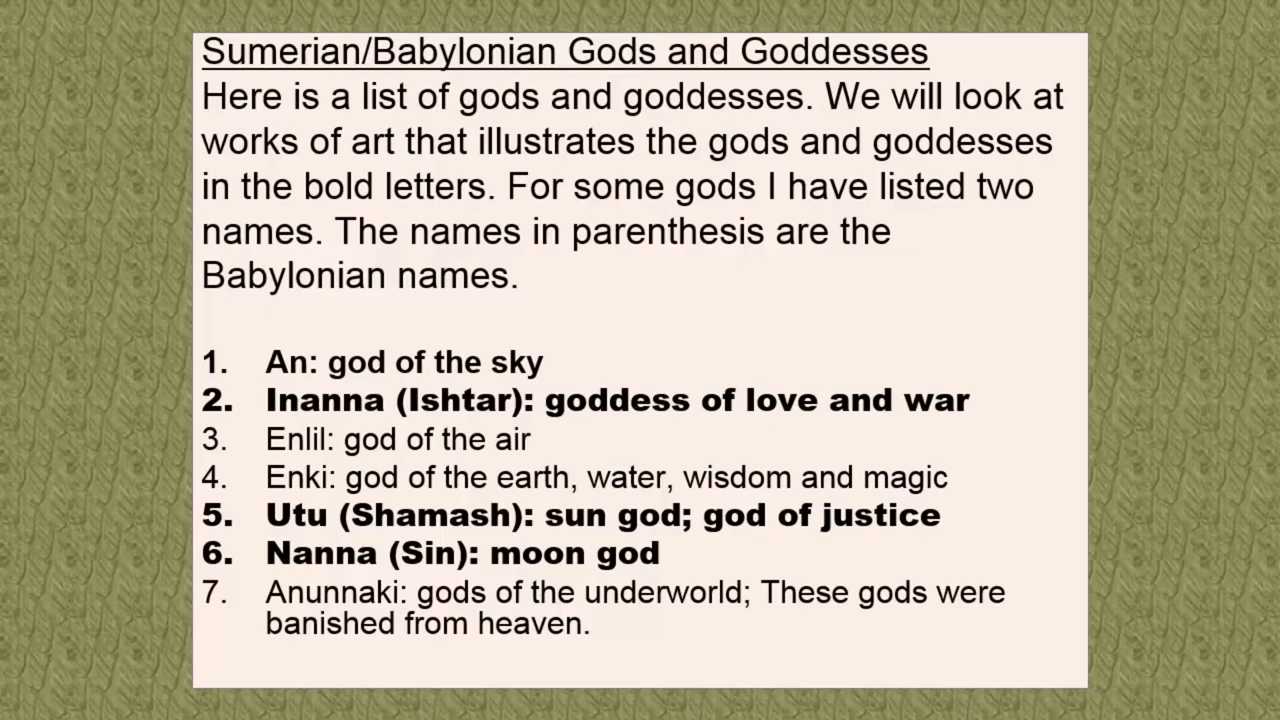 Sumerian/Babylonian Gods and Goddesses
Here is a list of gods and goddesses. We will look at
works of art that illustrates the gods and goddesses
in the bold letters. For some gods I have listed two
names. The names in parenthesis are the
Babylonian names.
1. An: god of the sky
2. Inanna (Ishtar): goddess of love and war
3. Enlil: god of the air
4. Enki: god of the earth, water, wisdom and magic
5. Utu (Shamash): sun god; god of justice
6. Nanna (Sin): moon god
7. Anunnaki: gods of the underworld; These gods were
banished from heaven.